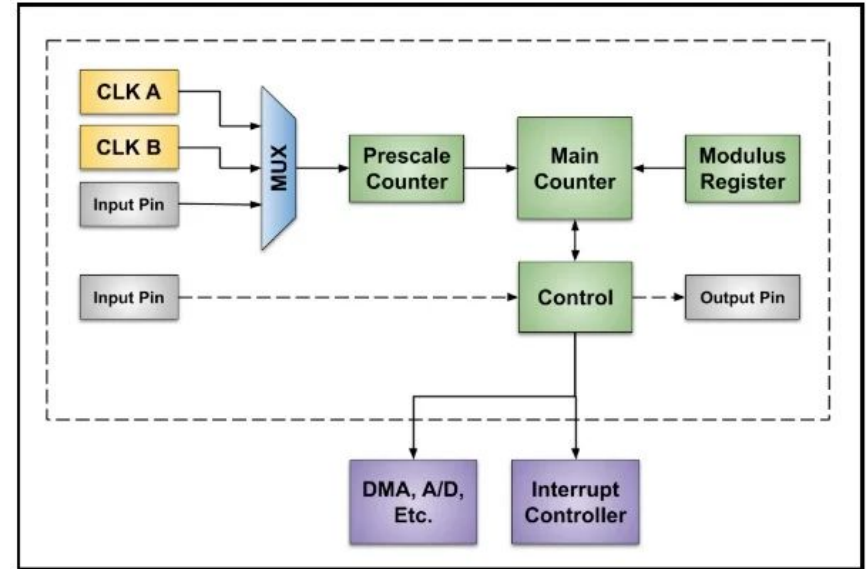 CLK A
CLK B
Input Pin
MUX
Prescale
Counter
Main
Counter
Modulus
Register
Input Pin
Control
Output Pin
DMA, A/D,
Etc.
Interrupt
Controller